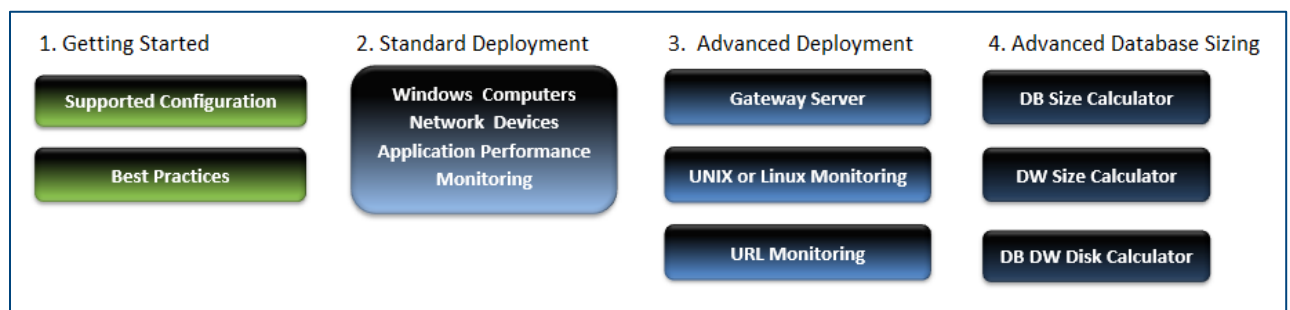 1. Getting Started
Supported Configuration
Best Practices
2. Standard Deployment
Windows Computers
Network Devices
Application Performance
Monitoring
3. Advanced Deployment
Gateway Server
UNIX or Linux Monitoring
URL Monitoring
4. Advanced Database Sizing
DB Size Calculator
DW Size Calculator
DB DW Disk Calculator